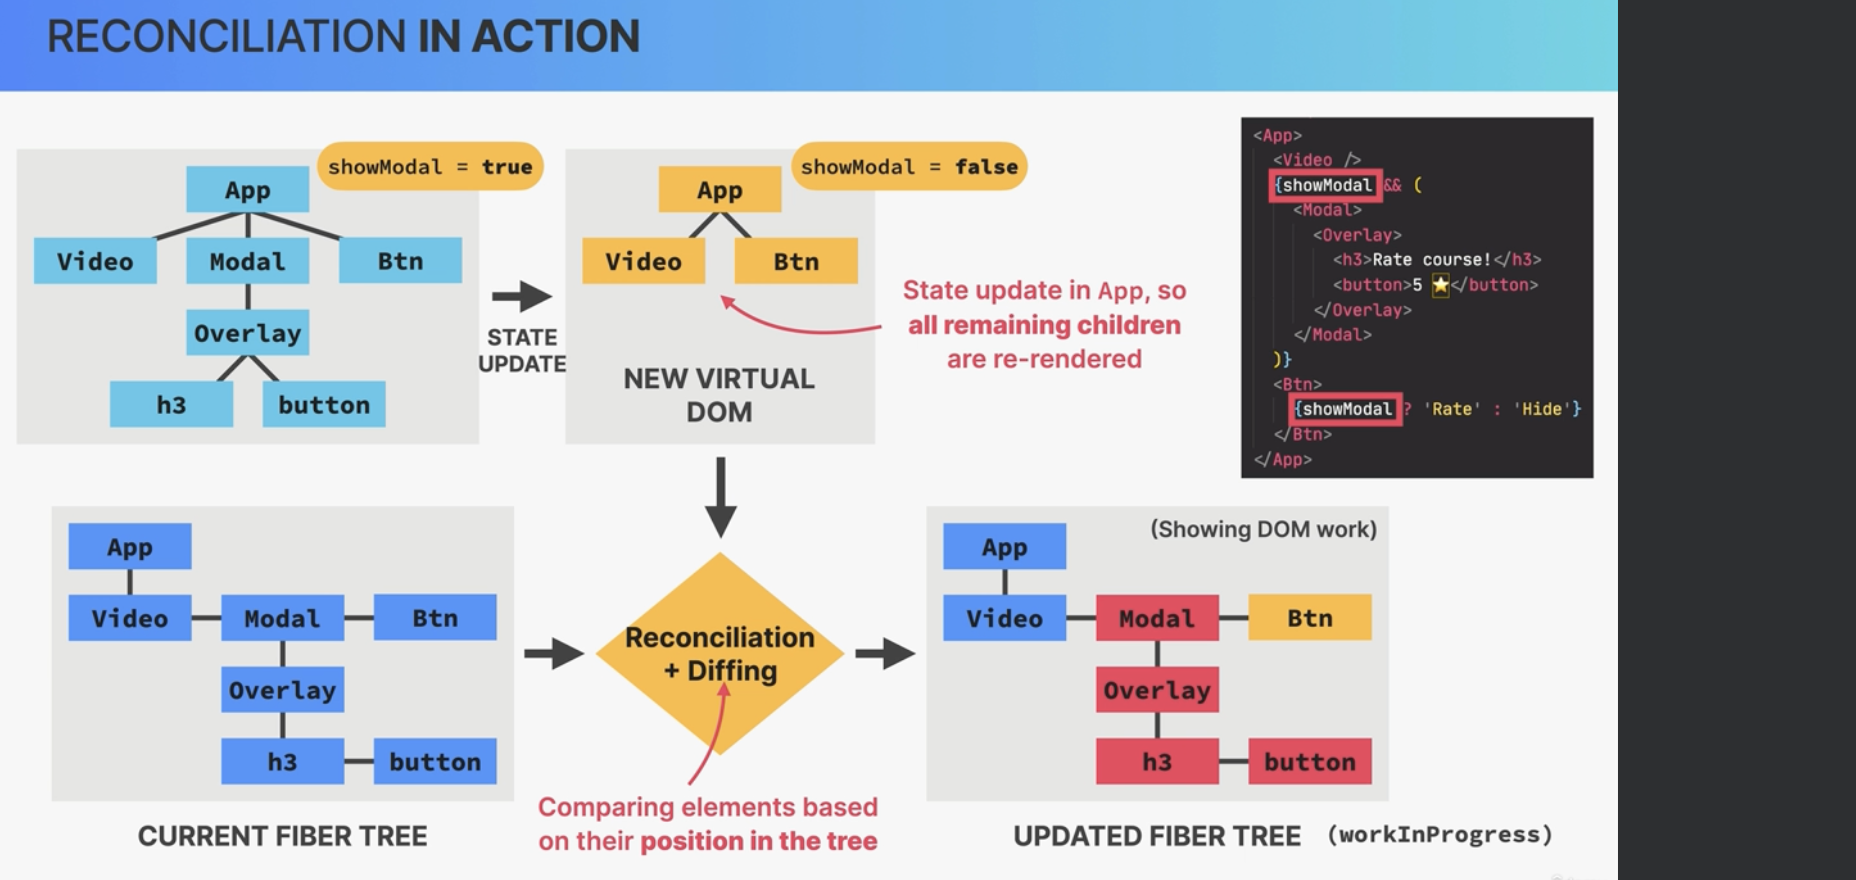 RECONCILIATION IN ACTION
showModal = true
App
Video
Modal
Btn
Overlay
h3
button
STATE
UPDATE
showModal = false
App
Video
Btn
NEW VIRTUAL
DOM
State update in App, so
all remaining children
are re-rendered
<App>
<Video />
{showModal && (
<Modal>
<Overlay>
<h3>Rate course!</h3>
<button>5 ⭐</button>
</Overlay>
</Modal>
)}
<Btn>
{showModal ? 'Rate' : 'Hide'}
</Btn>
</App>
App
Video
Modal
Btn
Overlay
h3
button
CURRENT FIBER TREE
Reconciliation
+ Diffing
Comparing elements based
on their position in the tree
(Showing DOM work)
App
Video
Modal
Btn
Overlay
h3
button
UPDATED FIBER TREE (workInProgress)